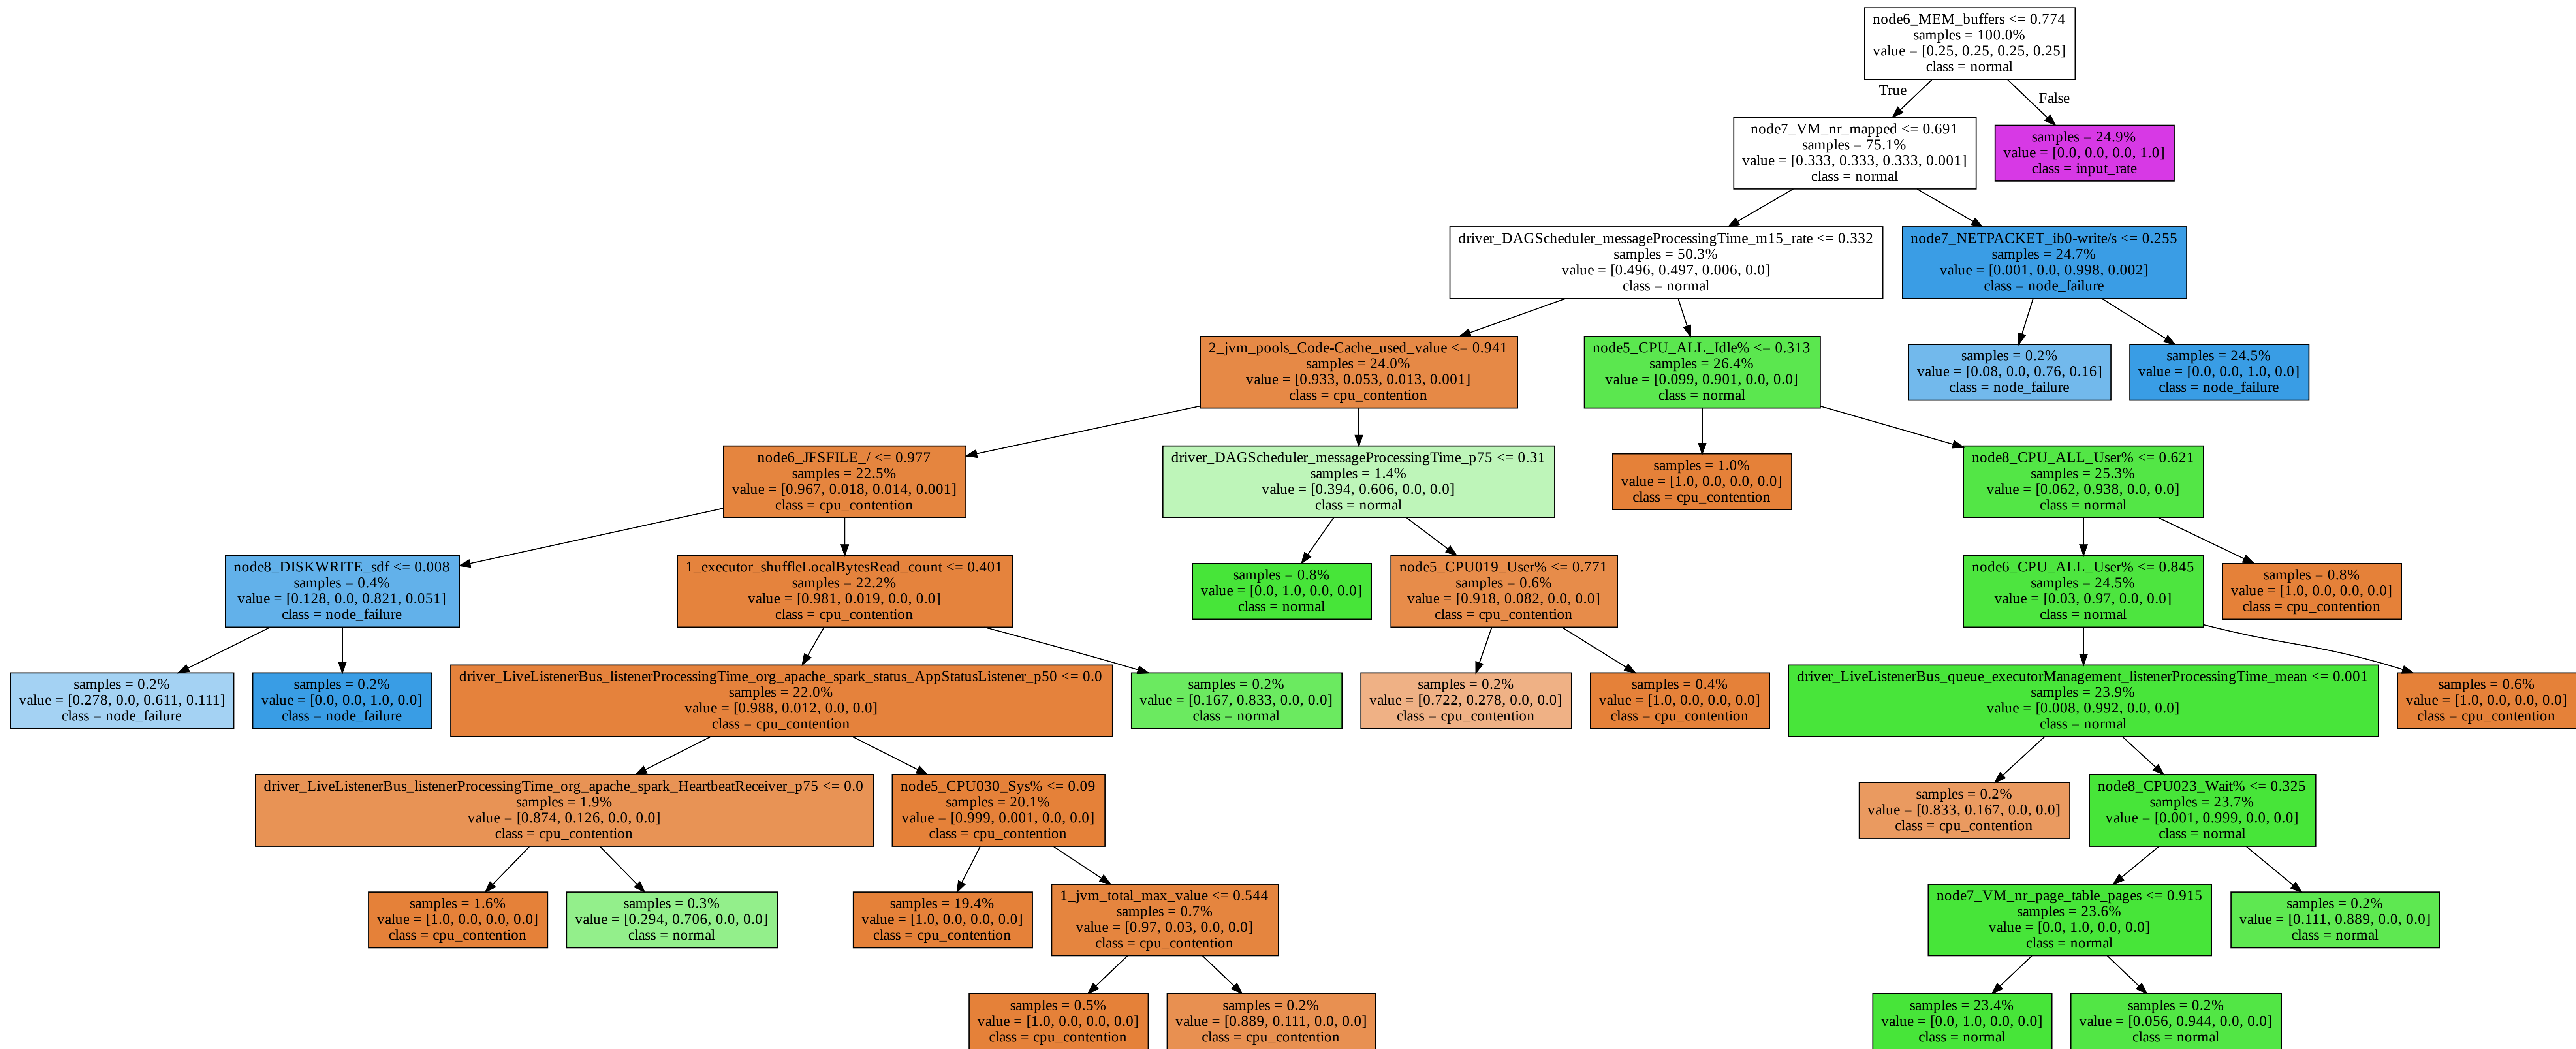 node6_MEM_buffers <= 0.774
samples = 100.0%
value = [0.25, 0.25, 0.25, 0.25]
class = normal
True
False
node7_VM_nr_mapped <= 0.691
samples = 75.1%
value = [0.333, 0.333, 0.333, 0.001]
class = normal
samples = 24.9%
value = [0.0, 0.0, 0.0, 1.0]
class = input_rate
driver_DAGScheduler_messageProcessingTime_m15_rate <= 0.332
samples = 50.3%
value = [0.496, 0.497, 0.006, 0.0]
class = normal
node7_NETPACKET_ib0-write/s <= 0.255
samples = 24.7%
value = [0.001, 0.0, 0.998, 0.002]
class = node_failure
2_jvm_pools_Code-Cache_used_value <= 0.941
samples = 24.0%
value = [0.933, 0.053, 0.013, 0.001]
class = cpu_contention
node5_CPU_ALL_Idle% <= 0.313
samples = 26.4%
value = [0.099, 0.901, 0.0, 0.0]
class = normal
samples = 0.2%
value = [0.08, 0.0, 0.76, 0.16]
class = node_failure
samples = 24.5%
value = [0.0, 0.0, 1.0, 0.0]
class = node_failure
node6_JFSFILE_/ <= 0.977
samples = 22.5%
value = [0.967, 0.018, 0.014, 0.001]
class = cpu_contention
driver_DAGScheduler_messageProcessingTime_p75 <= 0.31
samples = 1.4%
value = [0.394, 0.606, 0.0, 0.0]
class = normal
samples = 1.0%
value = [1.0, 0.0, 0.0, 0.0]
class = cpu_contention
node8_CPU_ALL_User% <= 0.621
samples = 25.3%
value = [0.062, 0.938, 0.0, 0.0]
class = normal
node8_DISKWRITE_sdf <= 0.008
samples = 0.4%
value = [0.128, 0.0, 0.821, 0.051]
class = node_failure
1_executor_shuffleLocalBytesRead_count <= 0.401
samples = 22.2%
value = [0.981, 0.019, 0.0, 0.0]
class = cpu_contention
samples = 0.8%
value = [0.0, 1.0, 0.0, 0.0]
class = normal
node5_CPU019_User% <= 0.771
samples = 0.6%
value = [0.918, 0.082, 0.0, 0.0]
class = cpu_contention
node6_CPU_ALL_User% <= 0.845
samples = 24.5%
value = [0.03, 0.97, 0.0, 0.0]
class = normal
samples = 0.8%
value = [1.0, 0.0, 0.0, 0.0]
class = cpu_contention
samples = 0.2%
value = [0.278, 0.0, 0.611, 0.111]
class = node_failure
samples = 0.2%
value = [0.0, 0.0, 1.0, 0.0]
class = node_failure
driver_LiveListenerBus_listenerProcessingTime_org_apache_spark_status_AppStatusListener_p50 <= 0.0
samples = 22.0%
value = [0.988, 0.012, 0.0, 0.0]
class = cpu_contention
samples = 0.2%
value = [0.167, 0.833, 0.0, 0.0]
class = normal
samples = 0.2%
value = [0.722, 0.278, 0.0, 0.0]
class = cpu_contention
samples = 0.4%
value = [1.0, 0.0, 0.0, 0.0]
class = cpu_contention
driver_LiveListenerBus_queue_executorManagement_listenerProcessingTime_mean <= 0.001
samples = 23.9%
value = [0.008, 0.992, 0.0, 0.0]
class = normal
samples = 0.6%
value = [1.0, 0.0, 0.0, 0.0]
class = cpu_contention
driver_LiveListenerBus_listenerProcessingTime_org_apache_spark_HeartbeatReceiver_p75 <= 0.0
samples = 1.9%
value = [0.874, 0.126, 0.0, 0.0]
class = cpu_contention
node5_CPU030_Sys% <= 0.09
samples = 20.1%
value = [0.999, 0.001, 0.0, 0.0]
class = cpu_contention
samples = 0.2%
value = [0.833, 0.167, 0.0, 0.0]
class = cpu_contention
node8_CPU023_Wait% <= 0.325
samples = 23.7%
value = [0.001, 0.999, 0.0, 0.0]
class = normal
samples = 1.6%
value = [1.0, 0.0, 0.0, 0.0]
class = cpu_contention
samples = 0.3%
value = [0.294, 0.706, 0.0, 0.0]
class = normal
samples = 19.4%
value = [1.0, 0.0, 0.0, 0.0]
class = cpu_contention
1_jvm_total_max_value <= 0.544
samples = 0.7%
value = [0.97, 0.03, 0.0, 0.0]
class = cpu_contention
node7_VM_nr_page_table_pages <= 0.915
samples = 23.6%
value = [0.0, 1.0, 0.0, 0.0]
class = normal
samples = 0.2%
value = [0.111, 0.889, 0.0, 0.0]
class = normal
samples = 0.5%
value = [1.0, 0.0, 0.0, 0.0]
class = cpu_contention
samples = 0.2%
value = [0.889, 0.111, 0.0, 0.0]
class = cpu_contention
samples = 23.4%
value = [0.0, 1.0, 0.0, 0.0]
class = normal
samples = 0.2%
value = [0.056, 0.944, 0.0, 0.0]
class = normal